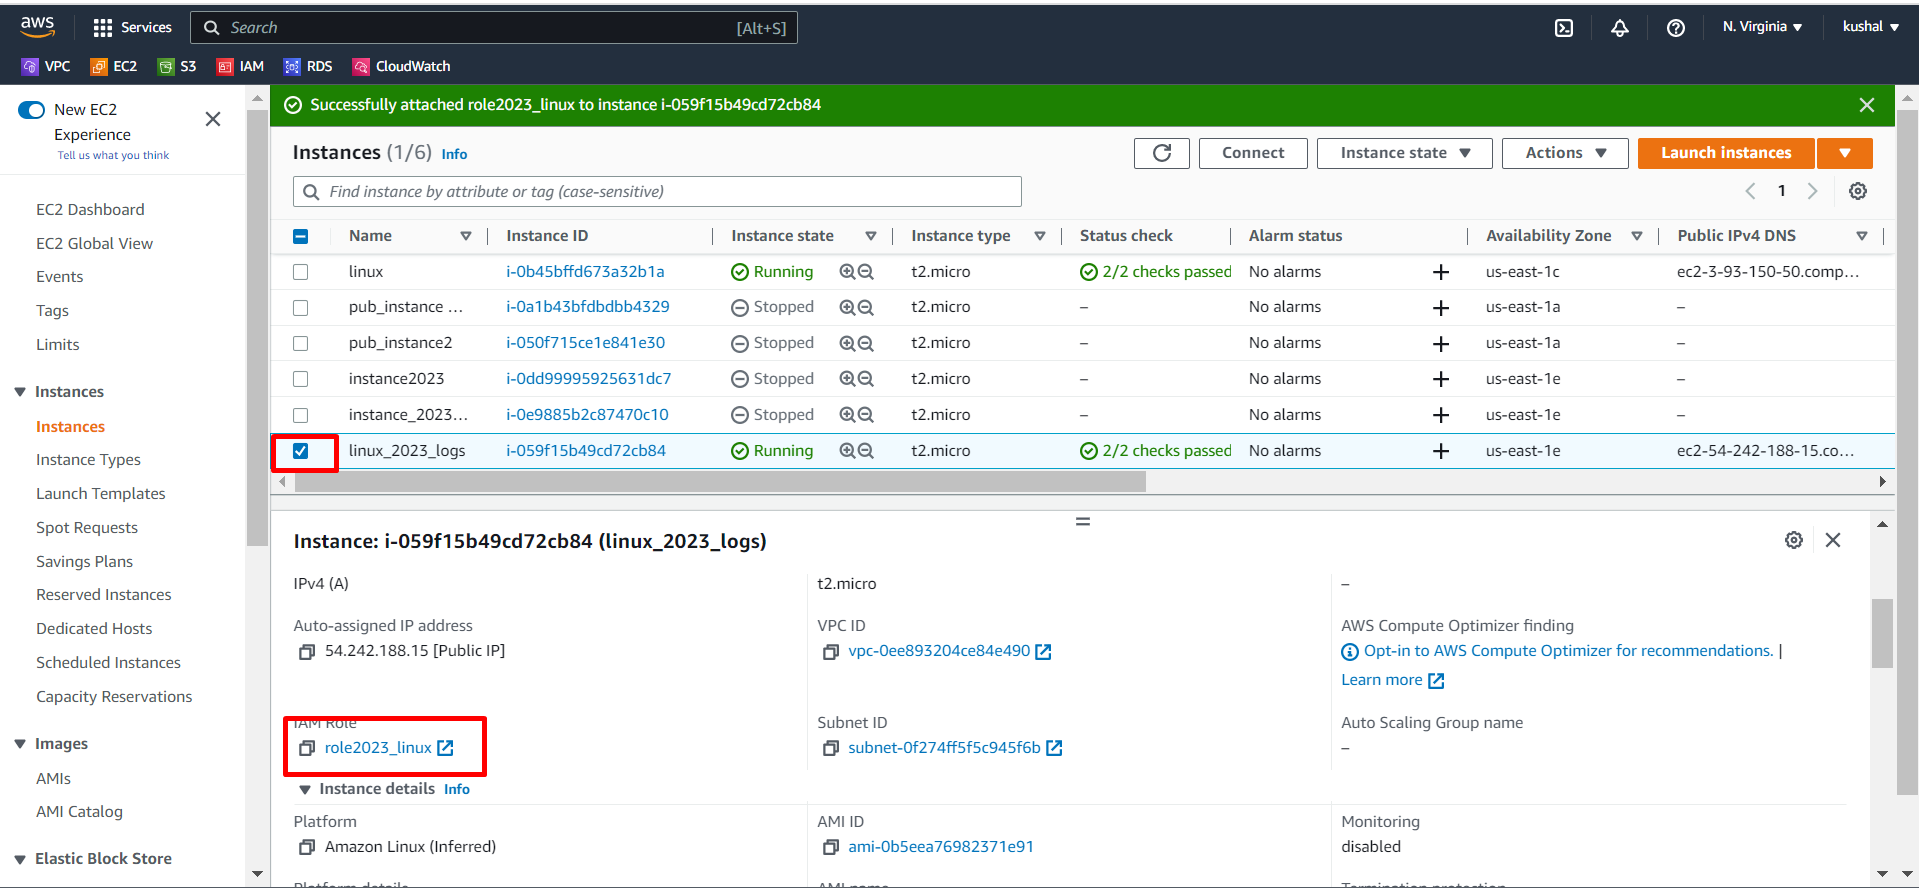 aws Services Search [Alt+S] N. Virginia kushal
VPC EC2 S3 IAM RDS CloudWatch
New EC2
Experience
Tell us what you think
EC2 Dashboard
EC2 Global View
Events
Tags
Limits
Instances
Instances
Instance Types
Launch Templates
Spot Requests
Savings Plans
Reserved Instances
Dedicated Hosts
Scheduled Instances
Capacity Reservations
Images
AMIs
AMI Catalog
Elastic Block Store
Successfully attached role2023_linux to instance i-059f15b49cd72cb84
Instances (1/6) Info Connect Instance state Actions Launch instances
Find instance by attribute or tag (case-sensitive) 1
Name Instance ID Instance state Instance type Status check Alarm status Availability Zone Public IPv4 DNS
linux i-0b45bffd673a32b1a Running t2.micro 2/2 checks passed No alarms + us-east-1c ec2-3-93-150-50.comp...
pub_instance ... i-0a1b43bfdbdbb4329 Stopped t2.micro – No alarms + us-east-1a –
pub_instance2 i-050f715ce1e841e30 Stopped t2.micro – No alarms + us-east-1a –
instance2023 i-0dd99995925631dc7 Stopped t2.micro – No alarms + us-east-1e –
instance_2023... i-0e9885b2c87470c10 Stopped t2.micro – No alarms + us-east-1e –
linux_2023_logs i-059f15b49cd72cb84 Running t2.micro 2/2 checks passed No alarms + us-east-1e ec2-54-242-188-15.co...
Instance: i-059f15b49cd72cb84 (linux_2023_logs)
IPv4 (A) t2.micro –
Auto-assigned IP address VPC ID AWS Compute Optimizer finding
54.242.188.15 [Public IP] vpc-0ee893204ce84e490 Opt-in to AWS Compute Optimizer for recommendations. |
Learn more
IAM Role Subnet ID Auto Scaling Group name
role2023_linux subnet-0f274ff5f5c945f6b –
Instance details Info
Platform AMI ID Monitoring
Amazon Linux (Inferred) ami-0b5eea76982371e91 disabled
Platform details AMI name Termination protection